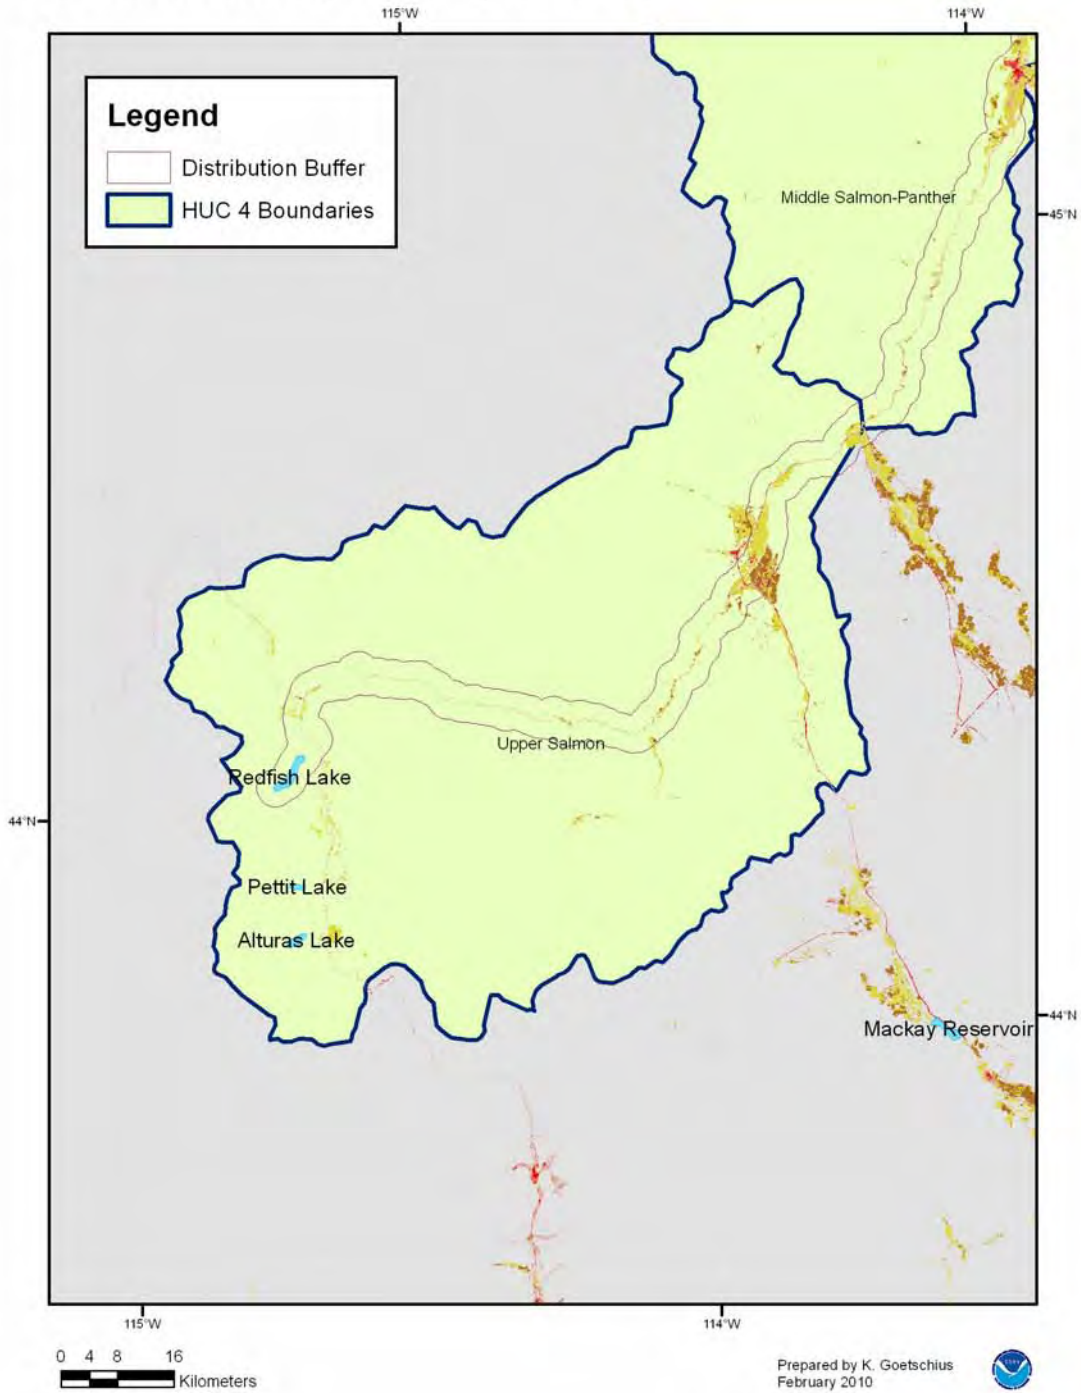 115°W 114°W
Legend
Distribution Buffer
HUC 4 Boundaries
Middle Salmon-Panther
45°N
Upper Salmon
Redfish Lake
44°N
Pettit Lake
Alturas Lake
Mackay Reservoir
44°N
115°W 114°W
0 4 8 16
Kilometers
Prepared by K. Goetschius
February 2010